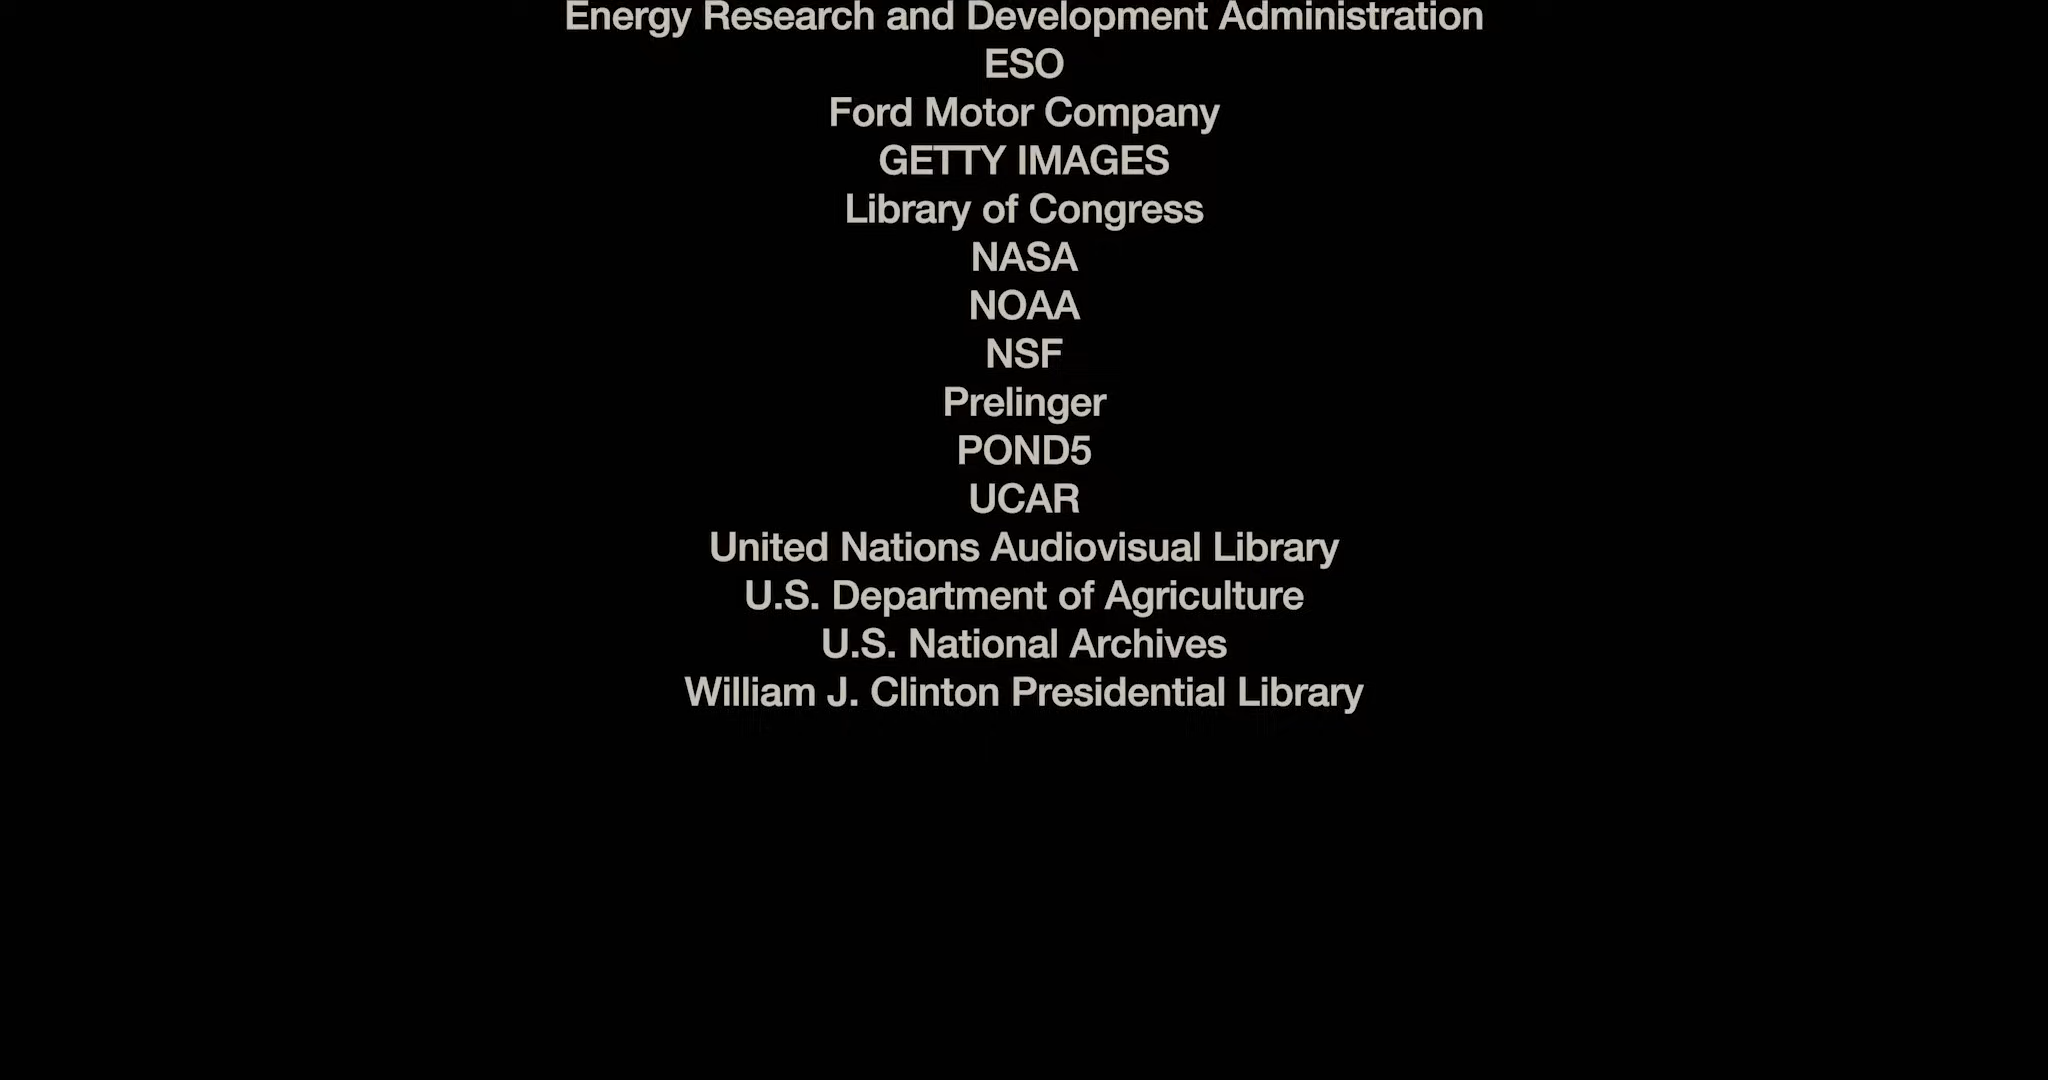 Energy Research and Development Administration
ESO
Ford Motor Company
GETTY IMAGES
Library of Congress
NASA
NOAA
NSF
Prelinger
POND5
UCAR
United Nations Audiovisual Library
U.S. Department of Agriculture
U.S. National Archives
William J. Clinton Presidential Library